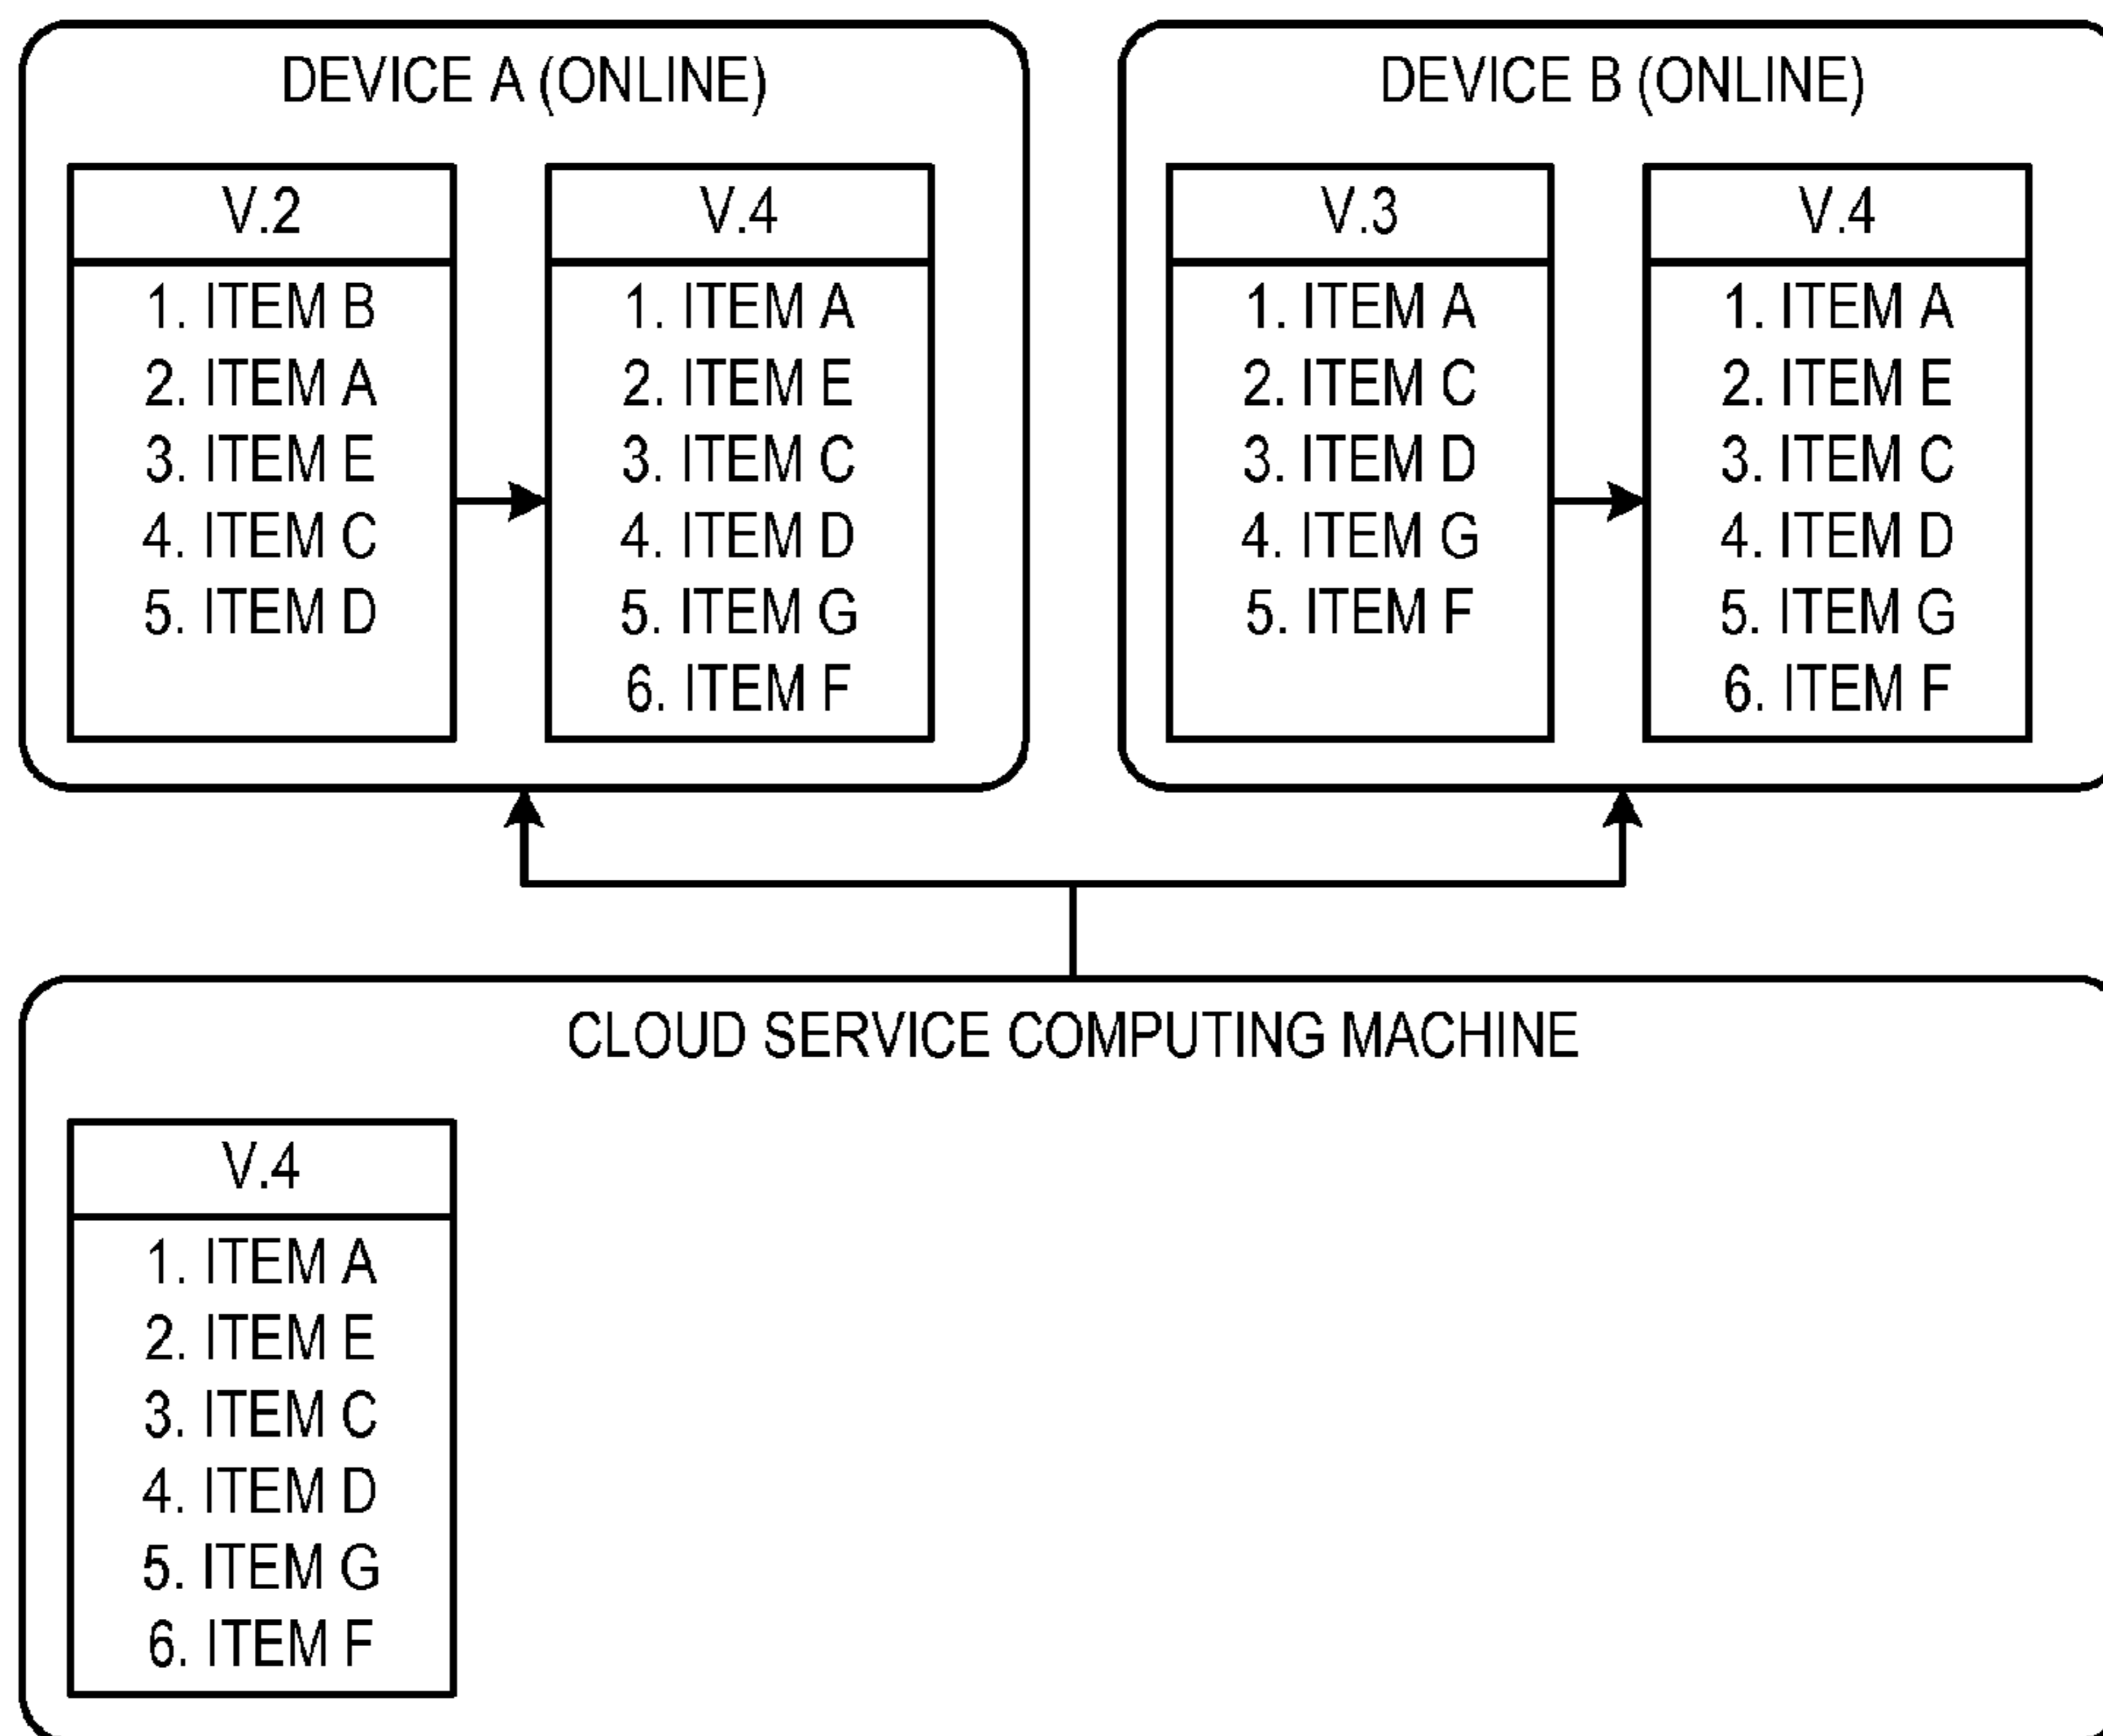 DEVICE A (ONLINE)
V.2
1. ITEM B
2. ITEM A
3. ITEM E
4. ITEM C
5. ITEM D
V.4
1. ITEM A
2. ITEM E
3. ITEM C
4. ITEM D
5. ITEM G
6. ITEM F
DEVICE B (ONLINE)
V.3
1. ITEM A
2. ITEM C
3. ITEM D
4. ITEM G
5. ITEM F
V.4
1. ITEM A
2. ITEM E
3. ITEM C
4. ITEM D
5. ITEM G
6. ITEM F
CLOUD SERVICE COMPUTING MACHINE
V.4
1. ITEM A
2. ITEM E
3. ITEM C
4. ITEM D
5. ITEM G
6. ITEM F